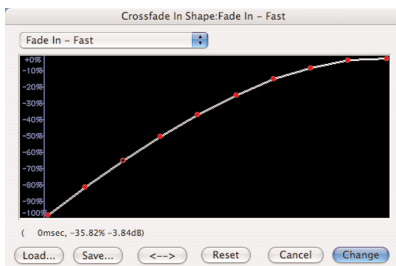 Crossfade In Shape:Fade In – Fast
Fade In – Fast
+0%
-10%
-20%
-30%
-40%
-50%
-60%
-70%
-80%
-90%
-100%
( 0msec, -35.82% -3.84dB)
Load... Save... <--> Reset Cancel Change